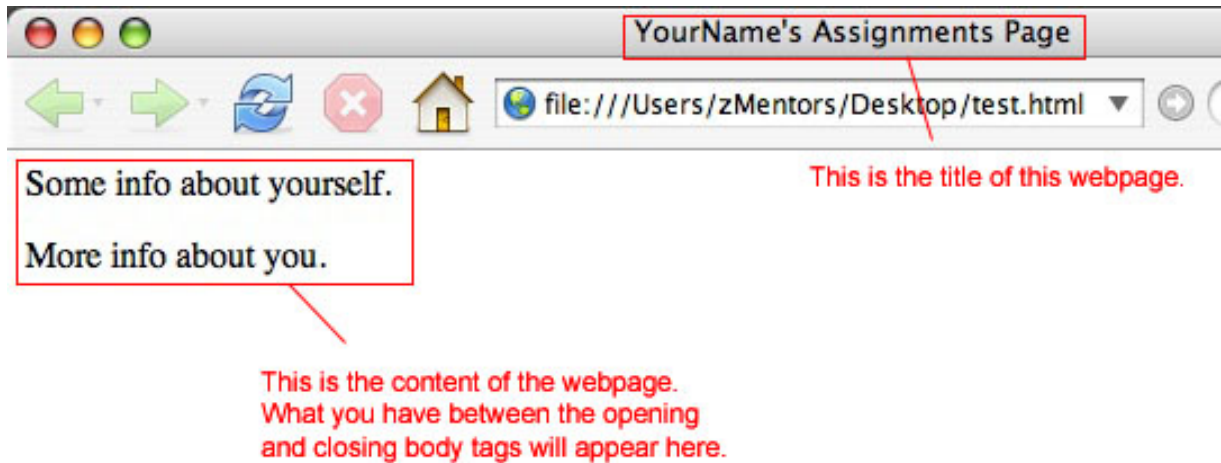 YourName's Assignments Page
file:///Users/zMentors/Desktop/test.html
Some info about yourself.
This is the title of this webpage.
More info about you.
This is the content of the webpage.
What you have between the opening
and closing body tags will appear here.